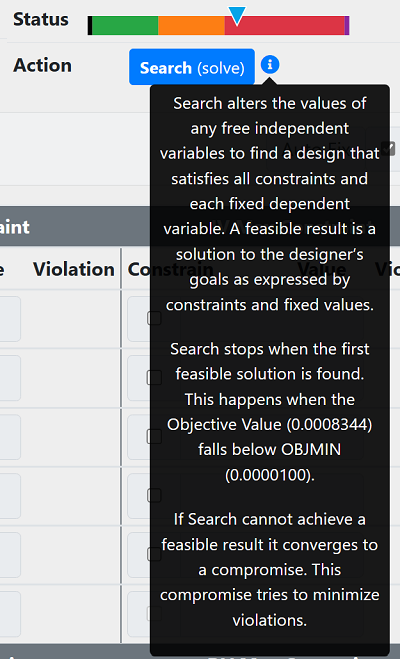 Status
Action
Search (solve)
Search alters the values of
any free independent
variables to find a design that
satisfies all constraints and
each fixed dependent
variable. A feasible result is a
solution to the designer's
goals as expressed by
constraints and fixed values.
Search stops when the first
feasible solution is found.
This happens when the
Objective Value (0.0008344)
falls below OBJMIN
(0.0000100).
If Search cannot achieve a
feasible result it converges to
a compromise. This
compromise tries to minimize
violations.
aint
e Violation Constrain Value Vio